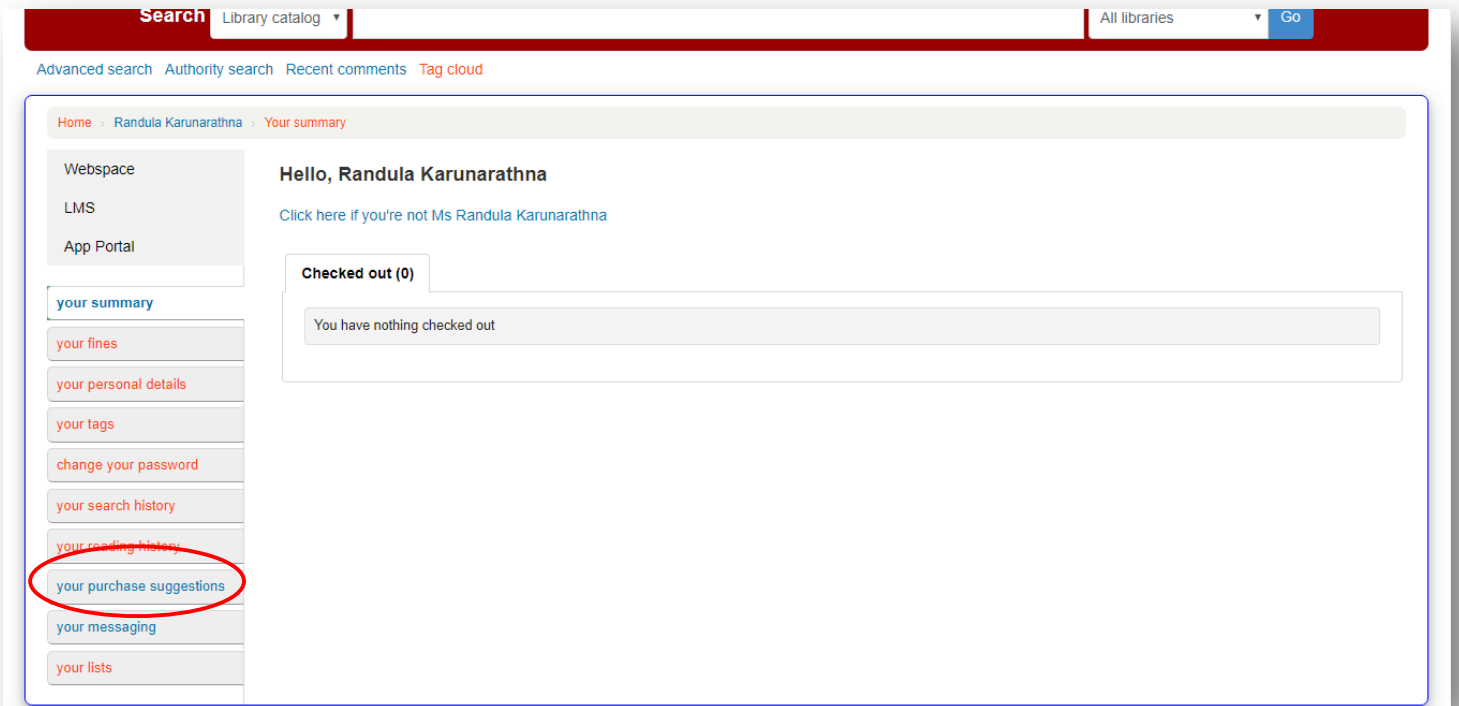 Search Library catalog All libraries Go
Advanced search Authority search Recent comments Tag cloud
Home › Randula Karunarathna › Your summary
Webspace
LMS
App Portal
Hello, Randula Karunarathna
Click here if you're not Ms Randula Karunarathna
Checked out (0)
You have nothing checked out
your summary
your fines
your personal details
your tags
change your password
your search history
your reading history
your purchase suggestions
your messaging
your lists